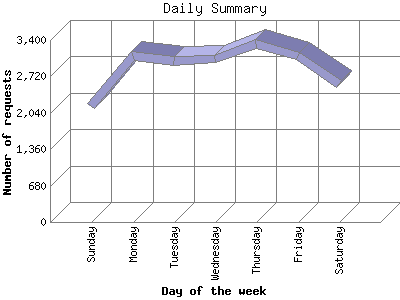 Daily Summary
Number of requests
3,400
2,720
2,040
1,360
680
0
Sunday
Monday
Tuesday
Wednesday
Thursday
Friday
Saturday
Day of the week